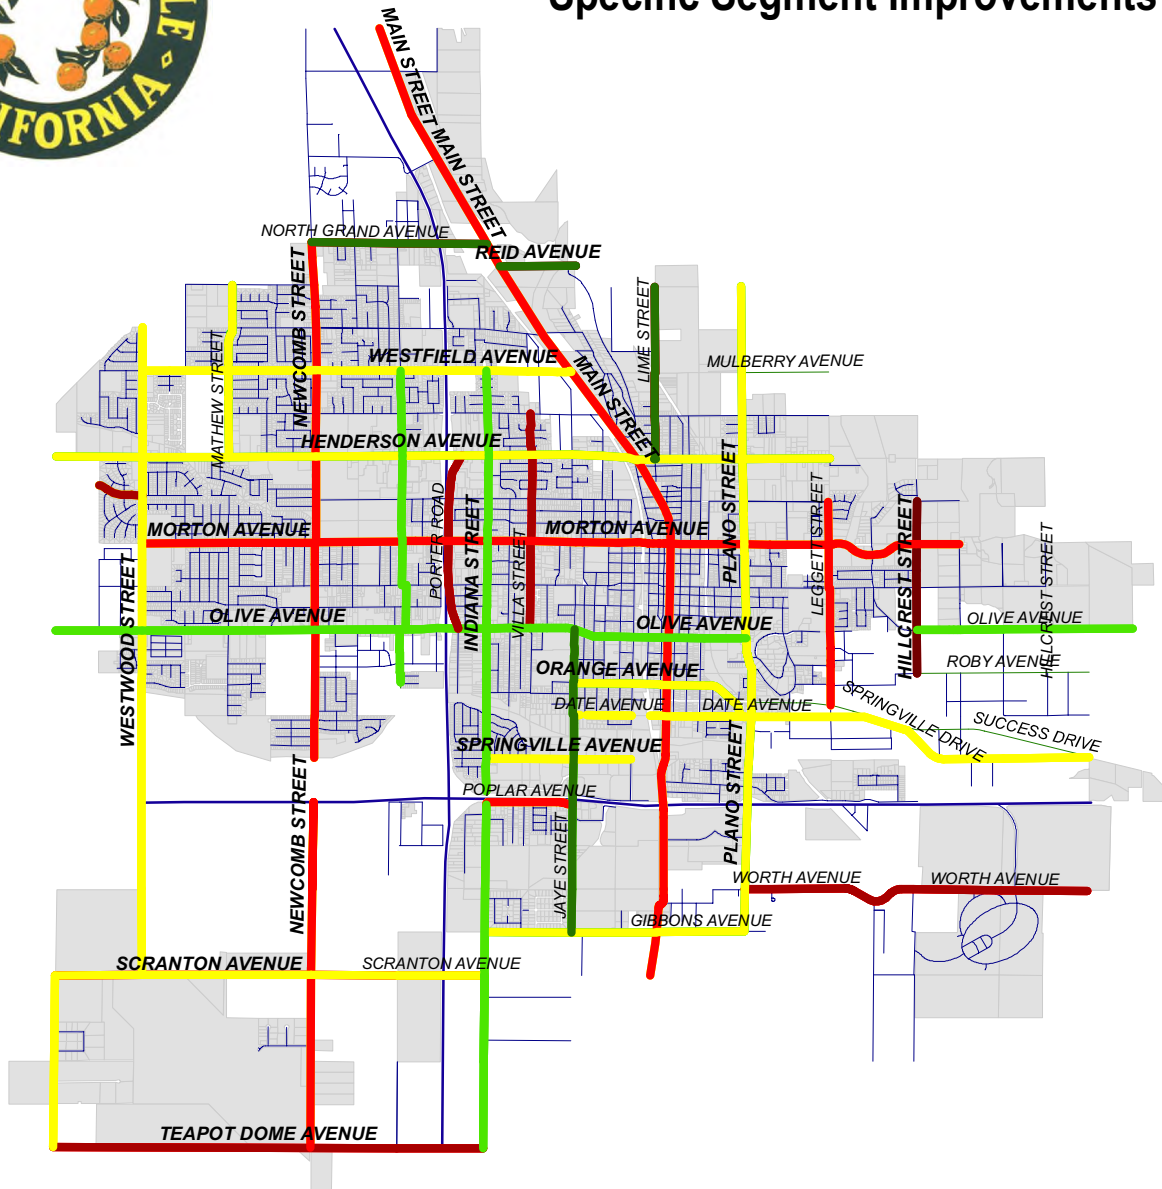 Specific Segment Improvements
LE · CALIFORNIA ·
MAIN STREET
MAIN STREET
NORTH GRAND AVENUE
REID AVENUE
NEWCOMB STREET
LIME STREET
WESTFIELD AVENUE
MAIN STREET
MULBERRY AVENUE
MATHEW STREET
HENDERSON AVENUE
PLANO STREET
LEGGETT STREET
HILLCREST STREET
HILLCREST STREET
MORTON AVENUE
MORTON AVENUE
PORTER ROAD
INDIANA STREET
VILLA STREET
WESTWOOD STREET
OLIVE AVENUE
OLIVE AVENUE
OLIVE AVENUE
ORANGE AVENUE
ROBY AVENUE
DATE AVENUE
DATE AVENUE
SPRINGVILLE DRIVE
SUCCESS DRIVE
SPRINGVILLE AVENUE
PLANO STREET
NEWCOMB STREET
POPLAR AVENUE
JAYE STREET
WORTH AVENUE
WORTH AVENUE
GIBBONS AVENUE
SCRANTON AVENUE
SCRANTON AVENUE
TEAPOT DOME AVENUE